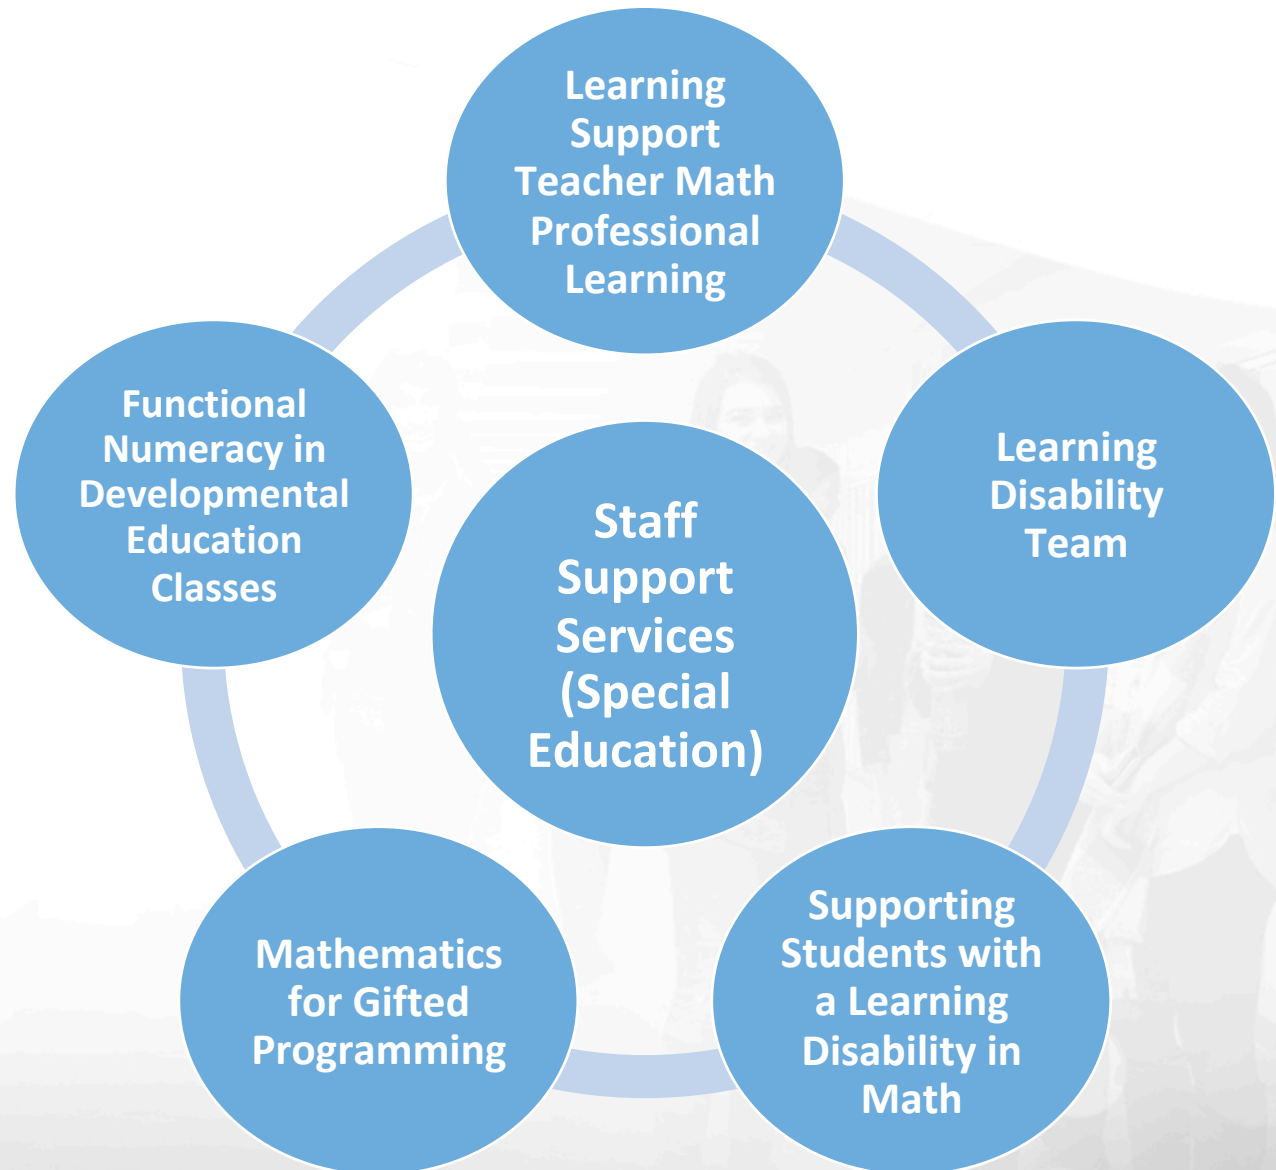 Learning
Support
Teacher Math
Professional
Learning
Functional
Numeracy in
Developmental
Education
Classes
Learning
Disability
Team
Staff
Support
Services
(Special
Education)
Mathematics
for Gifted
Programming
Supporting
Students with
a Learning
Disability in
Math